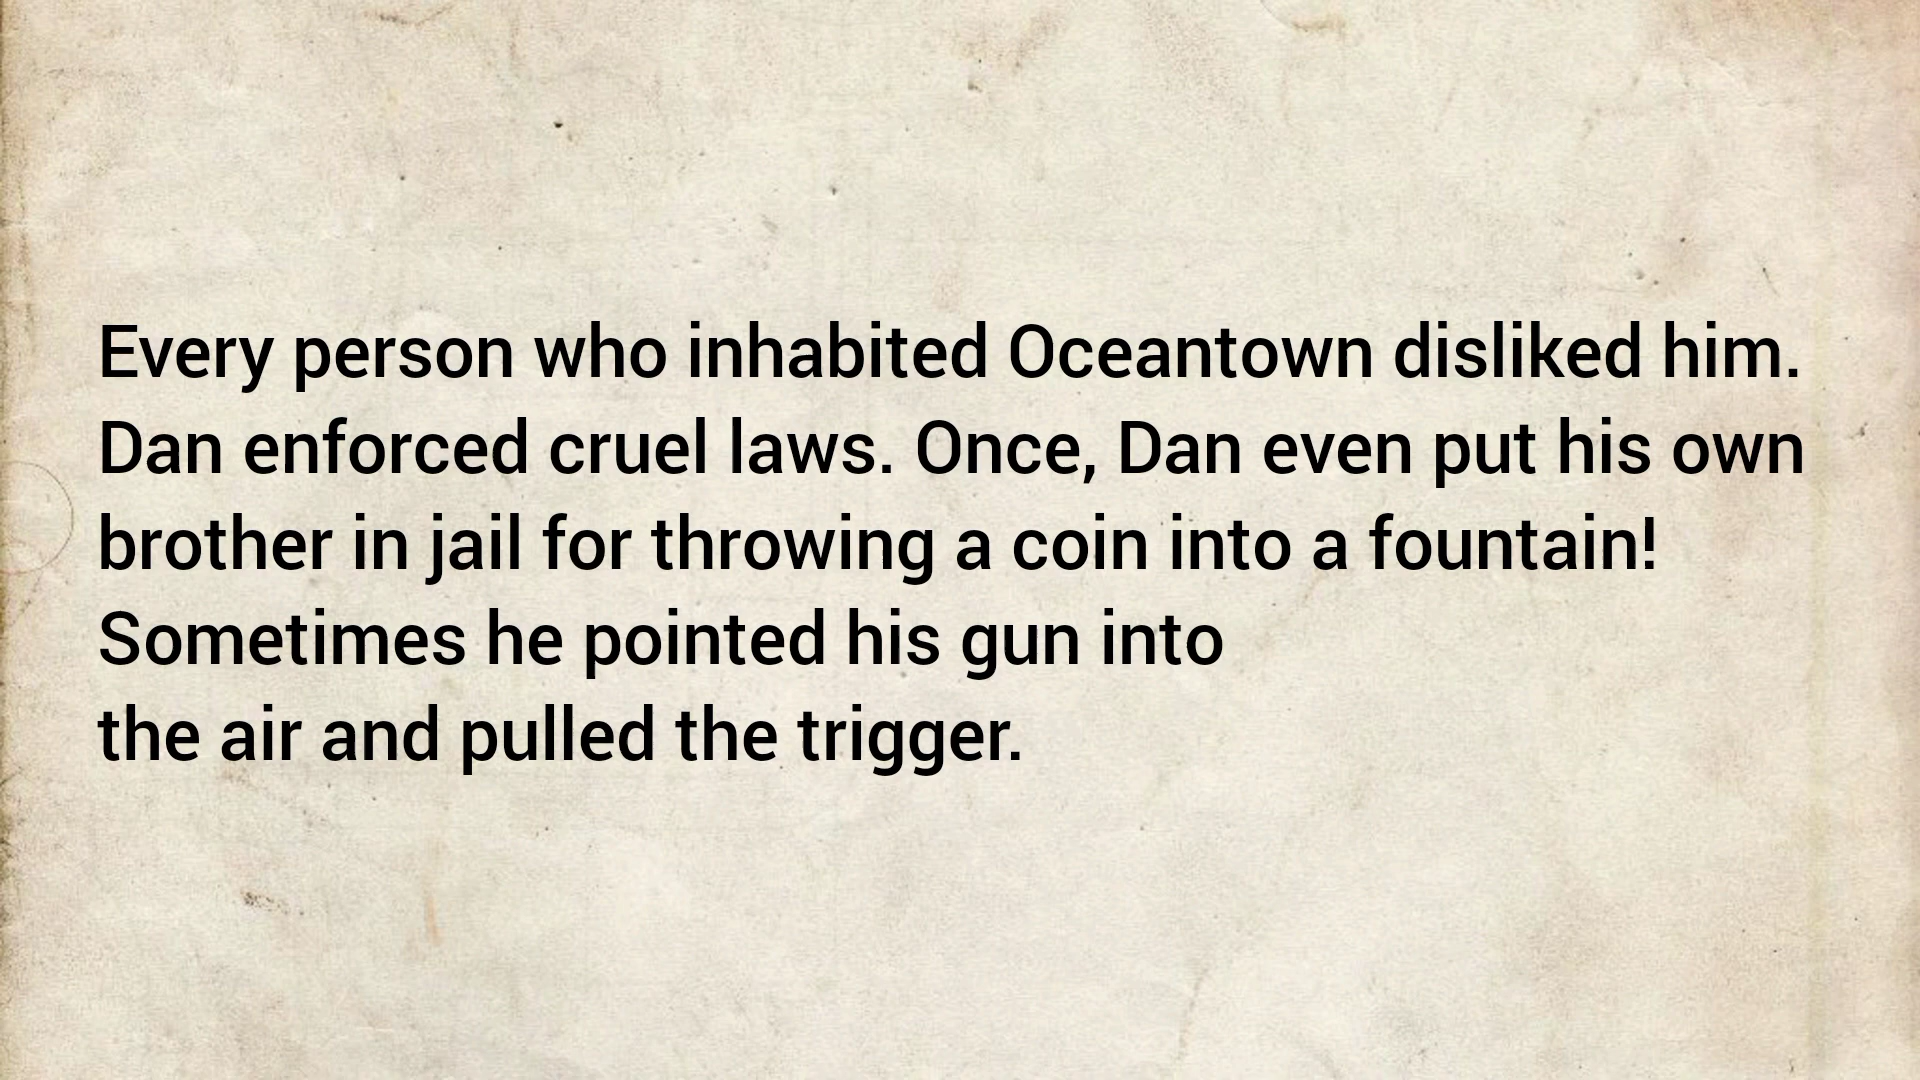 Every person who inhabited Oceantown disliked him.
Dan enforced cruel laws. Once, Dan even put his own
brother in jail for throwing a coin into a fountain!
Sometimes he pointed his gun into
the air and pulled the trigger.